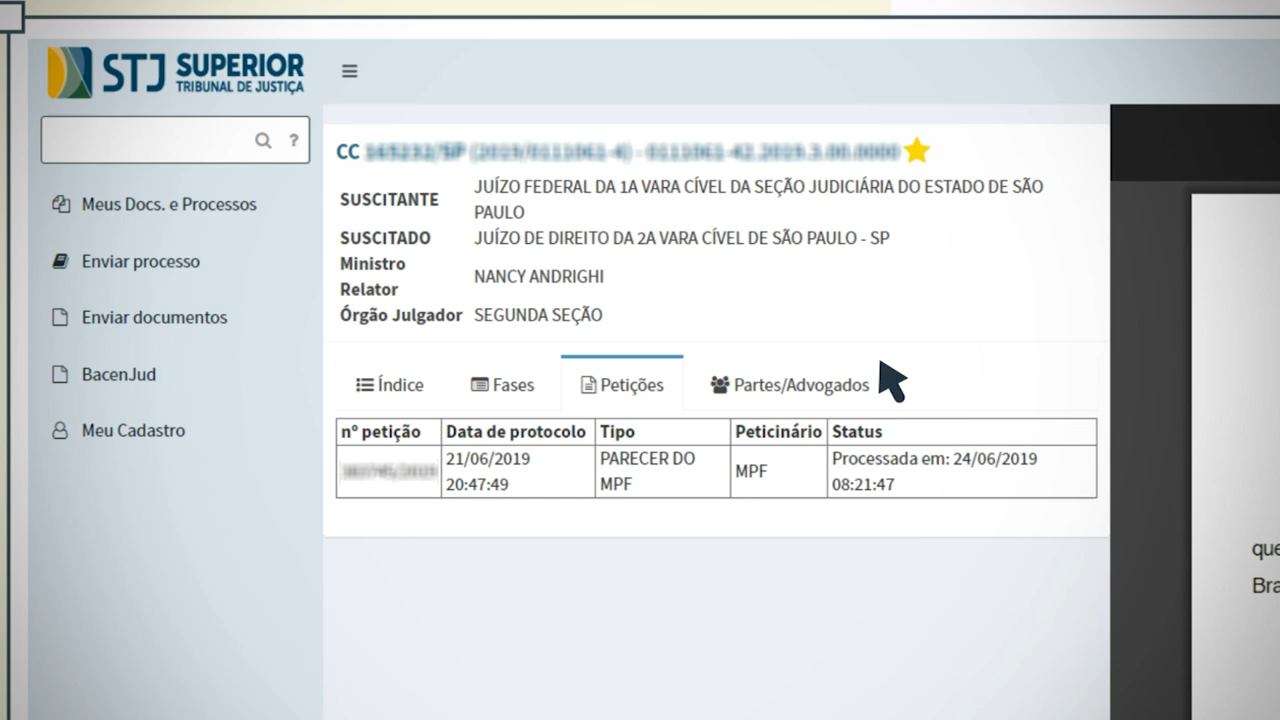 STJ SUPERIOR
TRIBUNAL DE JUSTIÇA
?
Meus Docs. e Processos
Enviar processo
Enviar documentos
BacenJud
Meu Cadastro
CC
SUSCITANTE JUÍZO FEDERAL DA 1A VARA CÍVEL DA SEÇÃO JUDICIÁRIA DO ESTADO DE SÃO
PAULO
SUSCITADO JUÍZO DE DIREITO DA 2A VARA CÍVEL DE SÃO PAULO - SP
Ministro
Relator NANCY ANDRIGHI
Órgão Julgador SEGUNDA SEÇÃO
Índice Fases Petições Partes/Advogados
nº petição Data de protocolo Tipo Peticinário Status
21/06/2019
20:47:49
PARECER DO
MPF
MPF
Processada em: 24/06/2019
08:21:47
que
Bra